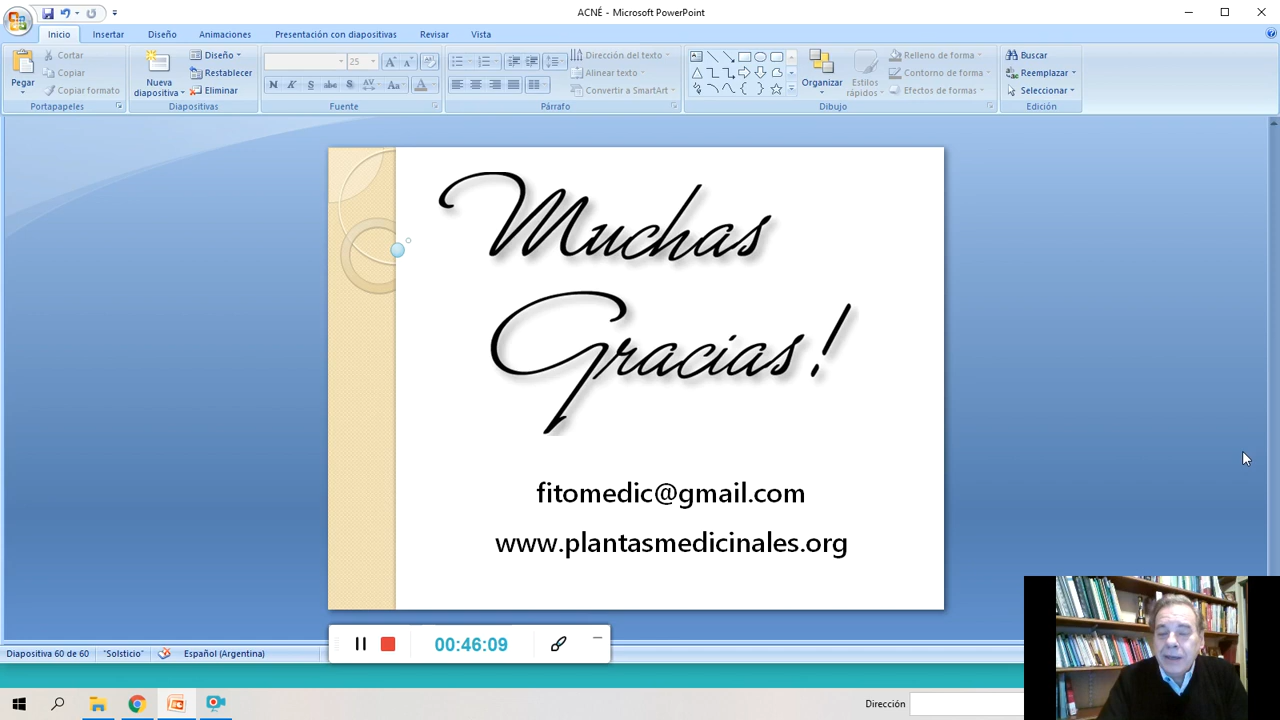 ACNÉ - Microsoft PowerPoint
Inicio Insertar Diseño Animaciones Presentación con diapositivas Revisar Vista
Pegar
Cortar
Copiar
Copiar formato
Portapapeles
Nueva diapositiva
Diseño
Restablecer
Eliminar
Diapositivas
25
Fuente
Dirección del texto
Alinear texto
Convertir a SmartArt
Párrafo
Organizar
Estilos rápidos
Relleno de forma
Contorno de forma
Efectos de formas
Dibujo
Buscar
Reemplazar
Seleccionar
Edición
Muchas
Gracias!
fitomedic@gmail.com
www.plantasmedicinales.org
00:46:09
Diapositiva 60 de 60 "Solsticio" Español (Argentina)
Dirección